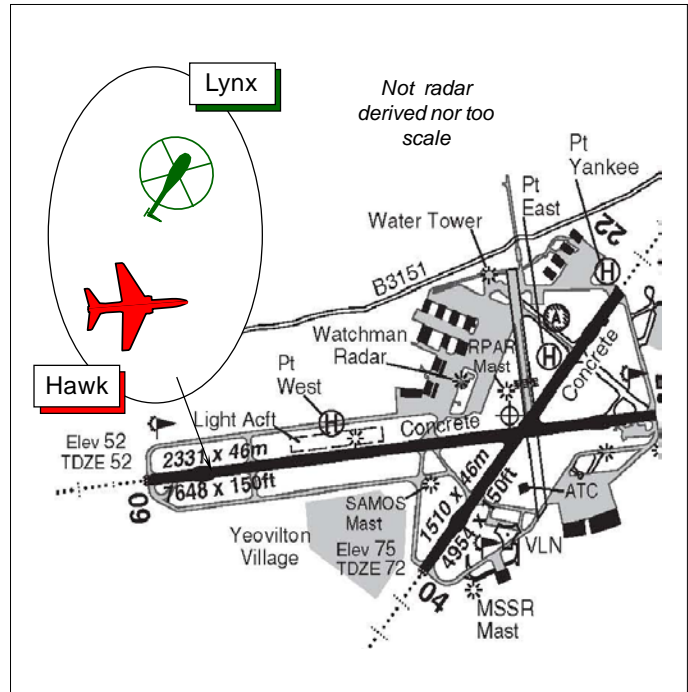 Lynx
Not radar
derived nor too
scale
Pt
Yankee
Pt
East
22
Water Tower
B3151
A
H
Watchman
Radar
RPAR
Mast
H
Concrete
Hawk
Pt
West
H
Light Acft
Concrete
Elev 52
TDZE 52
2331 x 46m
7648 x 150ft
09
SAMOS
Mast
1510 x 46m
4954 x 150ft
ATC
Yeovilton
Village
Elev 75
TDZE 72
VLN
04
MSSR
Mast